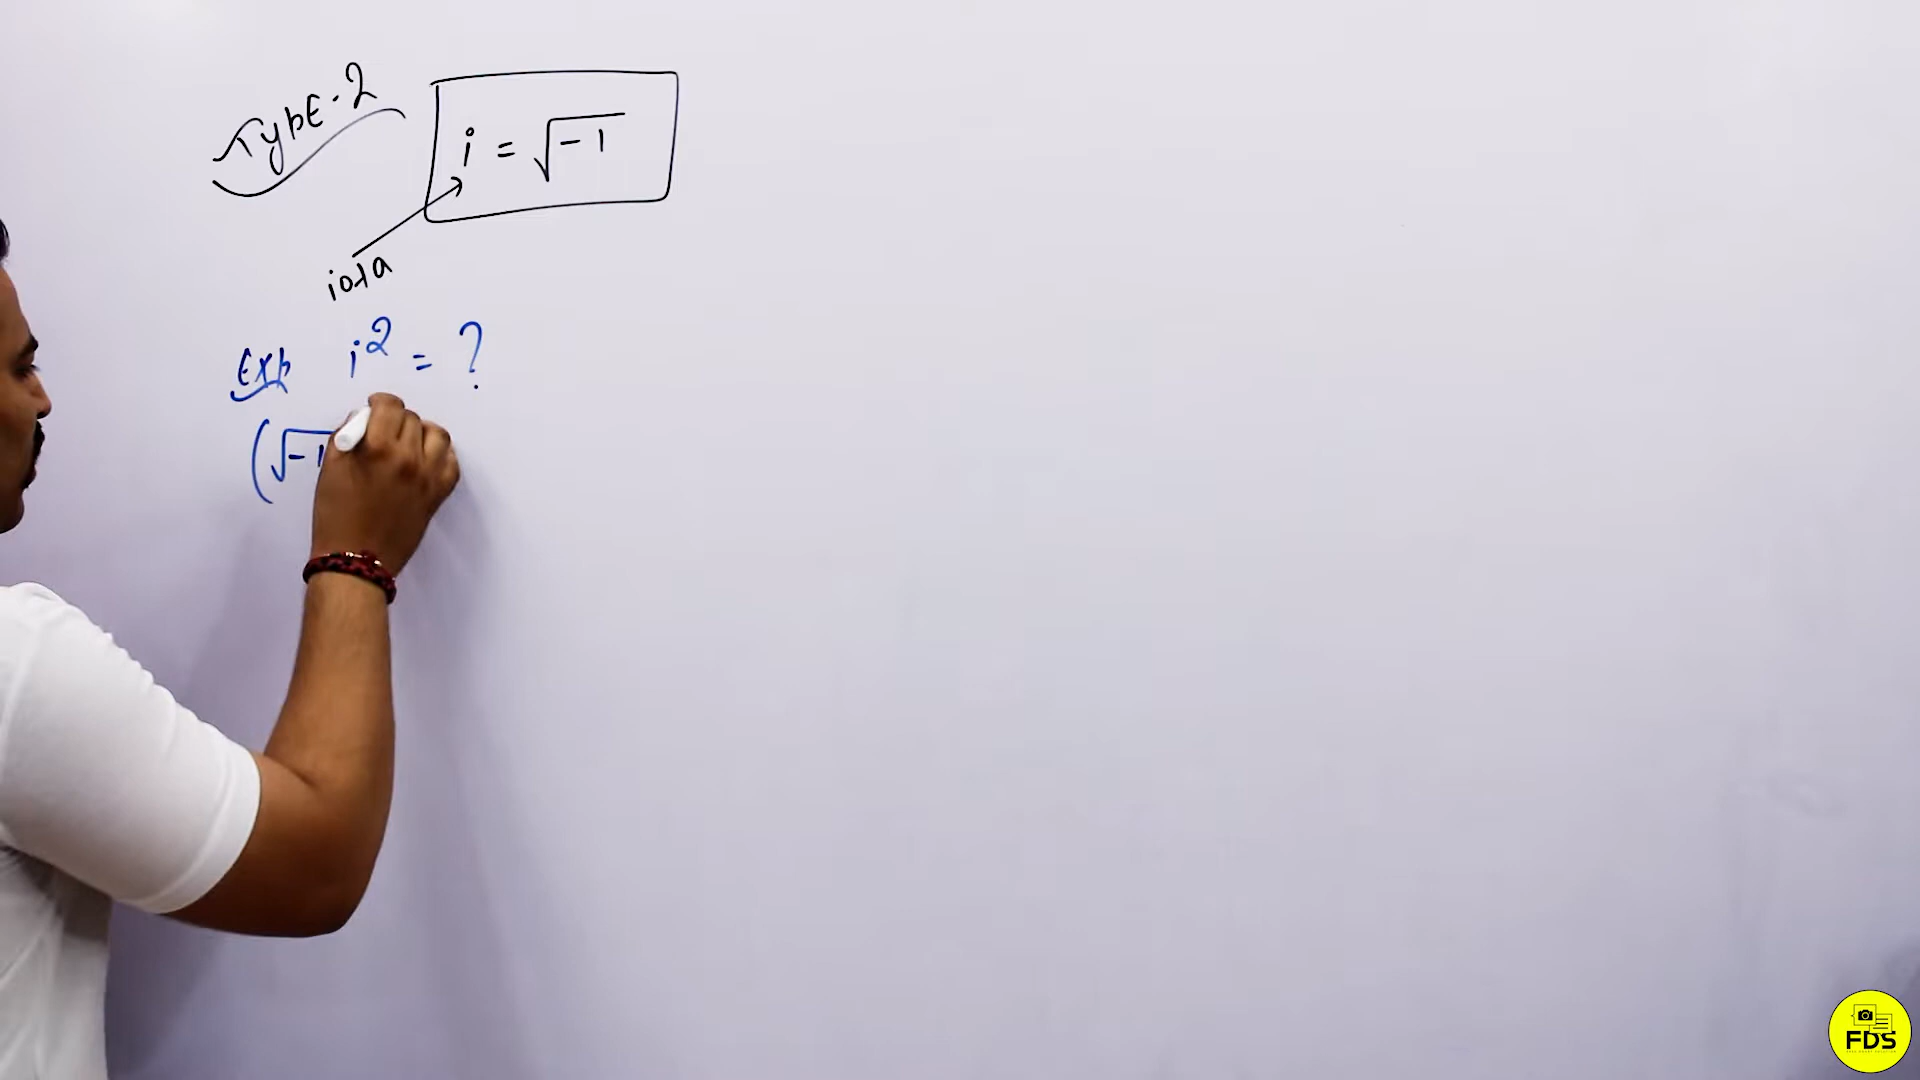 TypE-2
i = √-1
iota
Exp i² = ?
(√-1
FDS